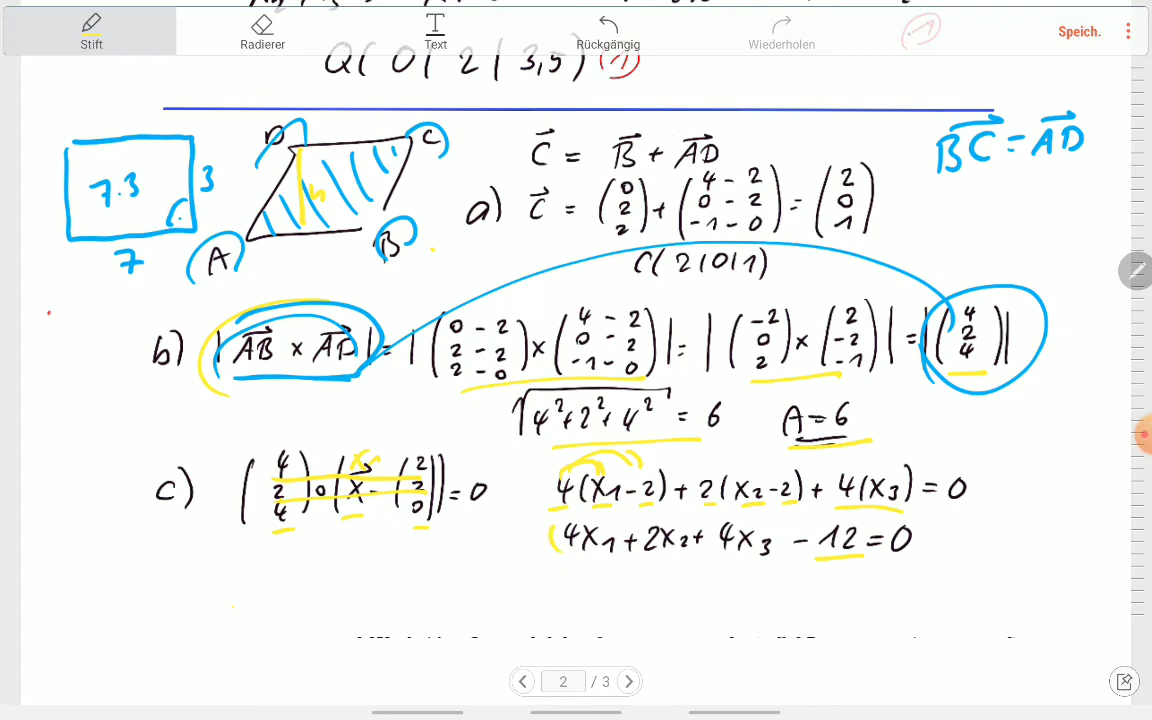 Stift Radierer Text Rückgängig Wiederholen Speich.
Q( 0 | 2 | 3,5) (1)
D C
7·3 3
7 A B h
C⃗ = B⃗ + AD⃗
BC⃗ = AD⃗
a) C⃗ = (0 2 2) + (4 - 2 0 - 2 -1 - 0) = (2 0 1)
C( 2 | 0 | 1)
b) | AB⃗ × AD⃗ | = | (0 - 2 2 - 2 2 - 0) × (4 - 2 0 - 2 -1 - 0) | = | (-2 0 2) × (2 -2 -1) | = | (4 2 4) |
√4²+2²+4² = 6 A = 6
c) (4 2 4) ∘ (X⃗ - (2 2 0)) = 0 4(X1 - 2) + 2(X2 - 2) + 4(X3) = 0
4X1 + 2X2 + 4X3 - 12 = 0
2 / 3